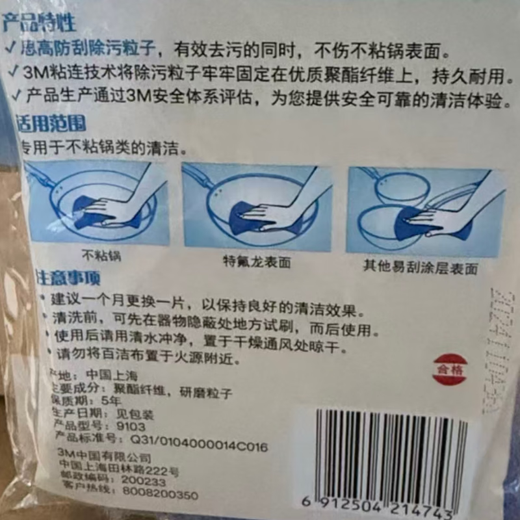 产品特性
✓思高防刮除污粒子，有效去污的同时，不伤不粘锅表面。
✓3M粘连技术将除污粒子牢牢固定在优质聚酯纤维上，持久耐用。
✓产品生产通过3M安全体系评估，为您提供安全可靠的清洁体验。
适用范围
专用于不粘锅类的清洁。
不粘锅
特氟龙表面
其他易刮涂层表面
注意事项
·建议一个月更换一片，以保持良好的清洁效果。
·清洗前，可先在器物隐蔽处地方试刷，而后使用。
·使用后请用清水冲净，置于干燥通风处晾干。
·请勿将百洁布置于火源附近。
产地：中国上海
主要成分：聚酯纤维，研磨粒子
保质期：5年
生产日期：见包装
产品型号：9103
产品标准号：Q31/0104000014C016
3M中国有限公司
中国上海田林路222号
邮政编码：200233
客户热线：8008200350
合格
6 912504 214743